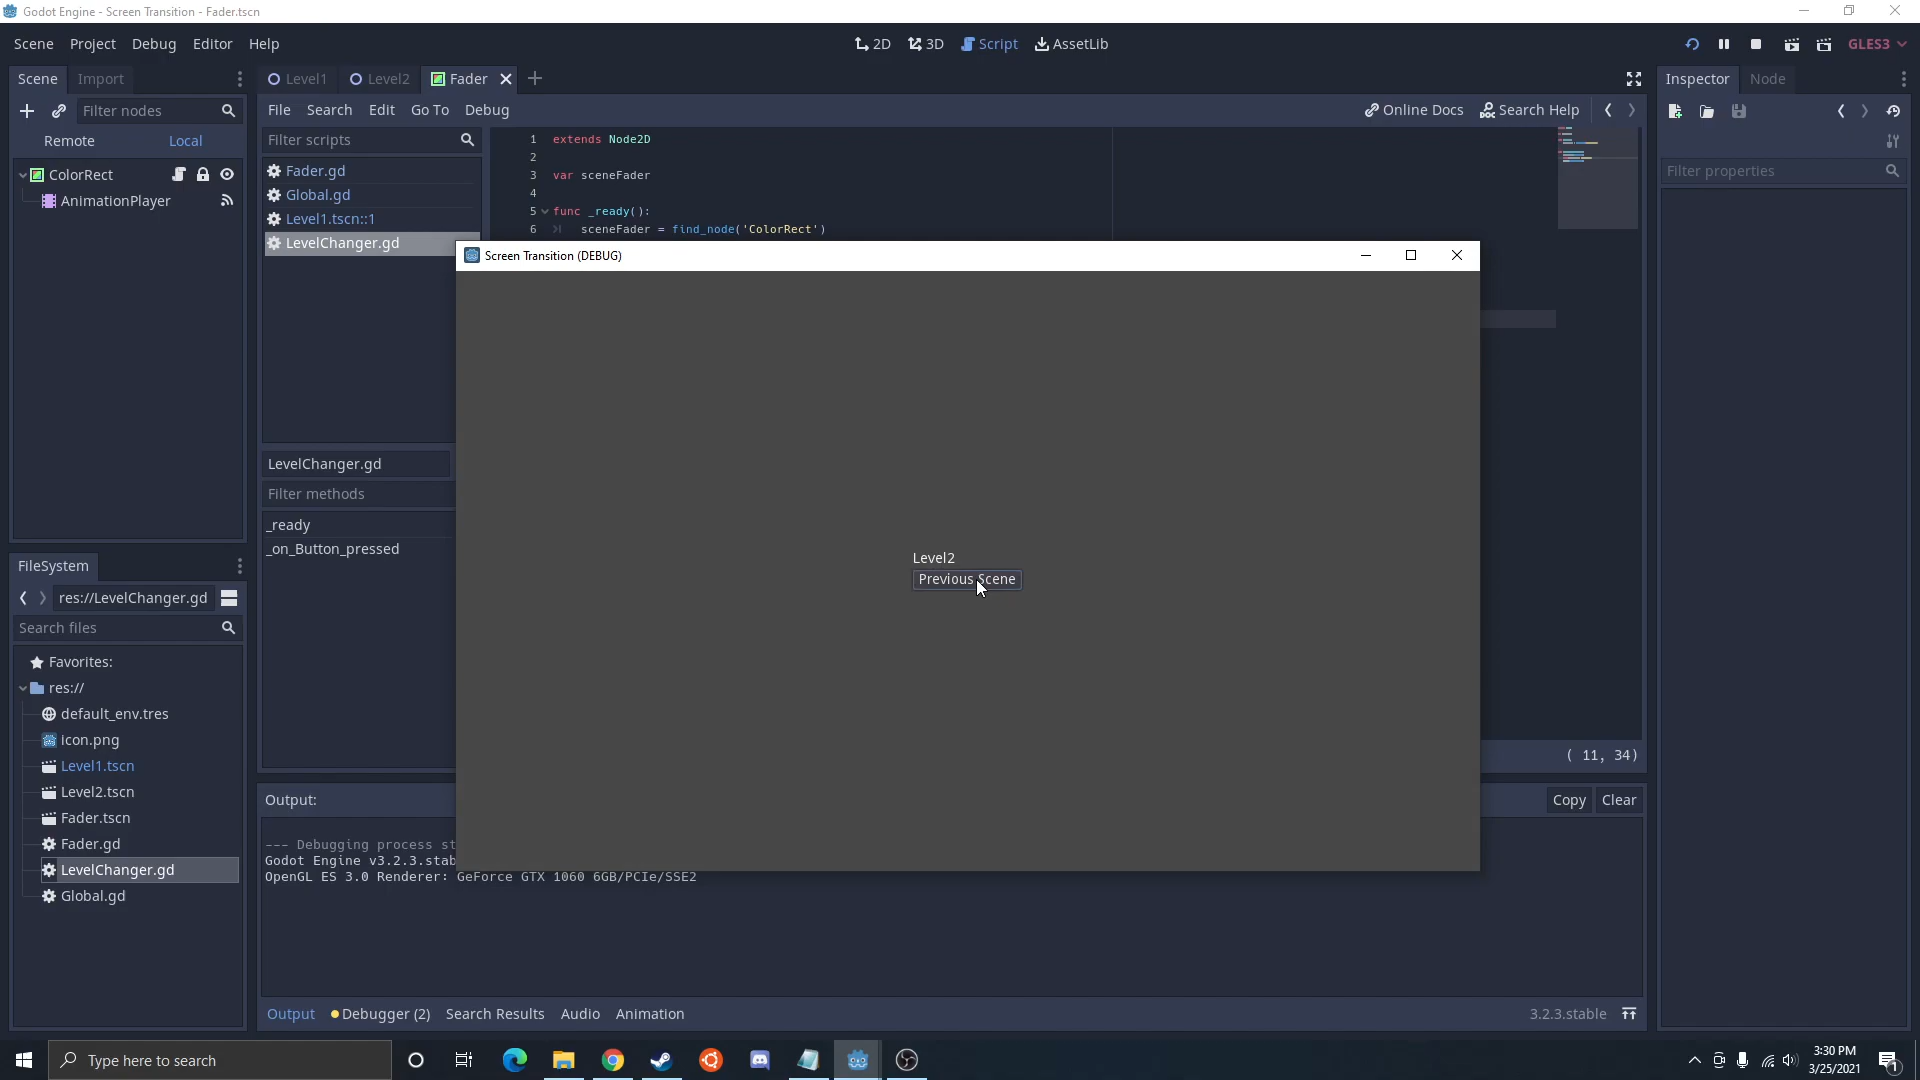 Godot Engine - Screen Transition - Fader.tscn
Scene Project Debug Editor Help
2D 3D Script AssetLib
GLES3
Scene Import
Filter nodes
Remote Local
ColorRect
AnimationPlayer
Level1 Level2 Fader
File Search Edit Go To Debug
Online Docs Search Help
Filter scripts
Fader.gd
Global.gd
Level1.tscn::1
LevelChanger.gd
1 extends Node2D
2
3 var sceneFader
4
5 func _ready():
6 sceneFader = find_node('ColorRect')
Inspector Node
Filter properties
Screen Transition (DEBUG)
Level2
Previous Scene
LevelChanger.gd
Filter methods
_ready
_on_Button_pressed
( 11, 34)
FileSystem
res://LevelChanger.gd
Search files
Favorites:
res://
default_env.tres
icon.png
Level1.tscn
Level2.tscn
Fader.tscn
Fader.gd
LevelChanger.gd
Global.gd
Output:
Copy Clear
--- Debugging process st
Godot Engine v3.2.3.stab
OpenGL ES 3.0 Renderer: GeForce GTX 1060 6GB/PCIe/SSE2
Output Debugger (2) Search Results Audio Animation
3.2.3.stable
Type here to search
3:30 PM
3/25/2021
1